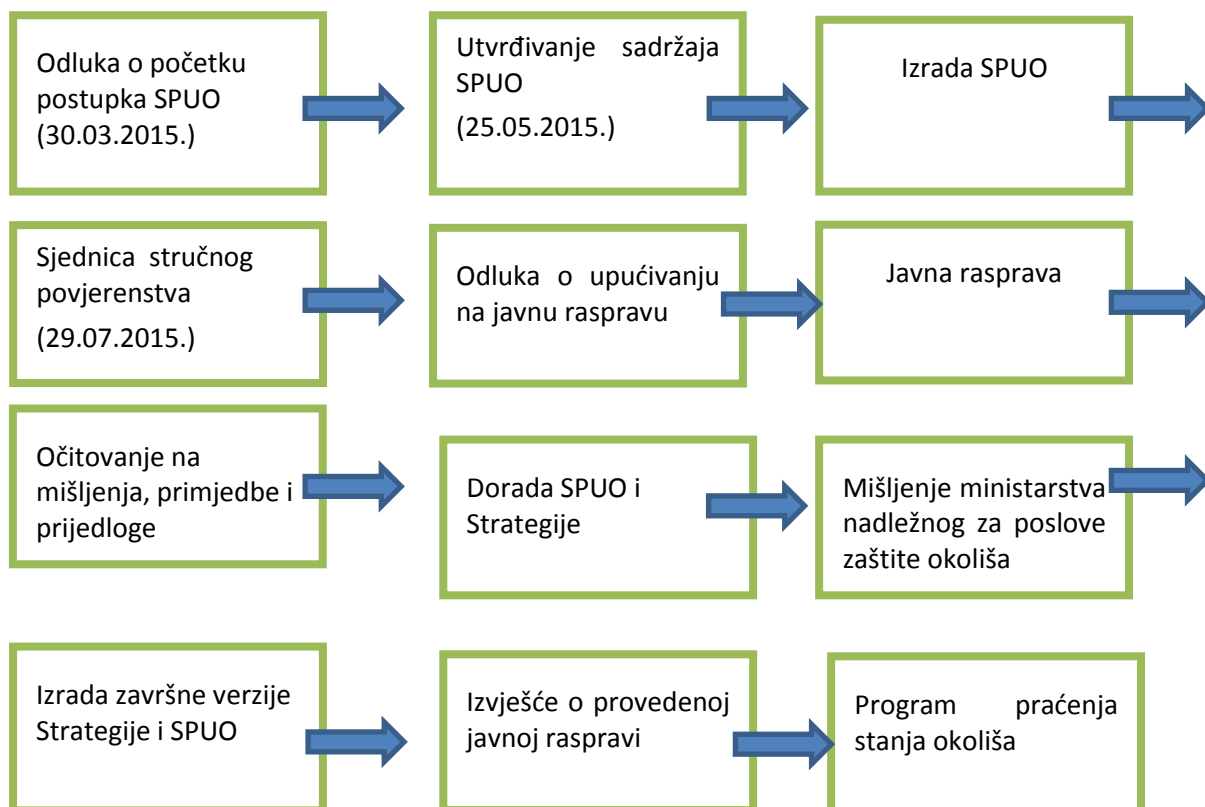 Odluka o početku
postupka SPUO
(30.03.2015.)
Utvrđivanje sadržaja
SPUO
(25.05.2015.)
Izrada SPUO
Sjednica stručnog
povjerenstva
(29.07.2015.)
Odluka o upućivanju
na javnu raspravu
Javna rasprava
Očitovanje na
mišljenja, primjedbe i
prijedloge
Dorada SPUO i
Strategije
Mišljenje ministarstva
nadležnog za poslove
zaštite okoliša
Izrada završne verzije
Strategije i SPUO
Izvješće o provedenoj
javnoj raspravi
Program praćenja
stanja okoliša